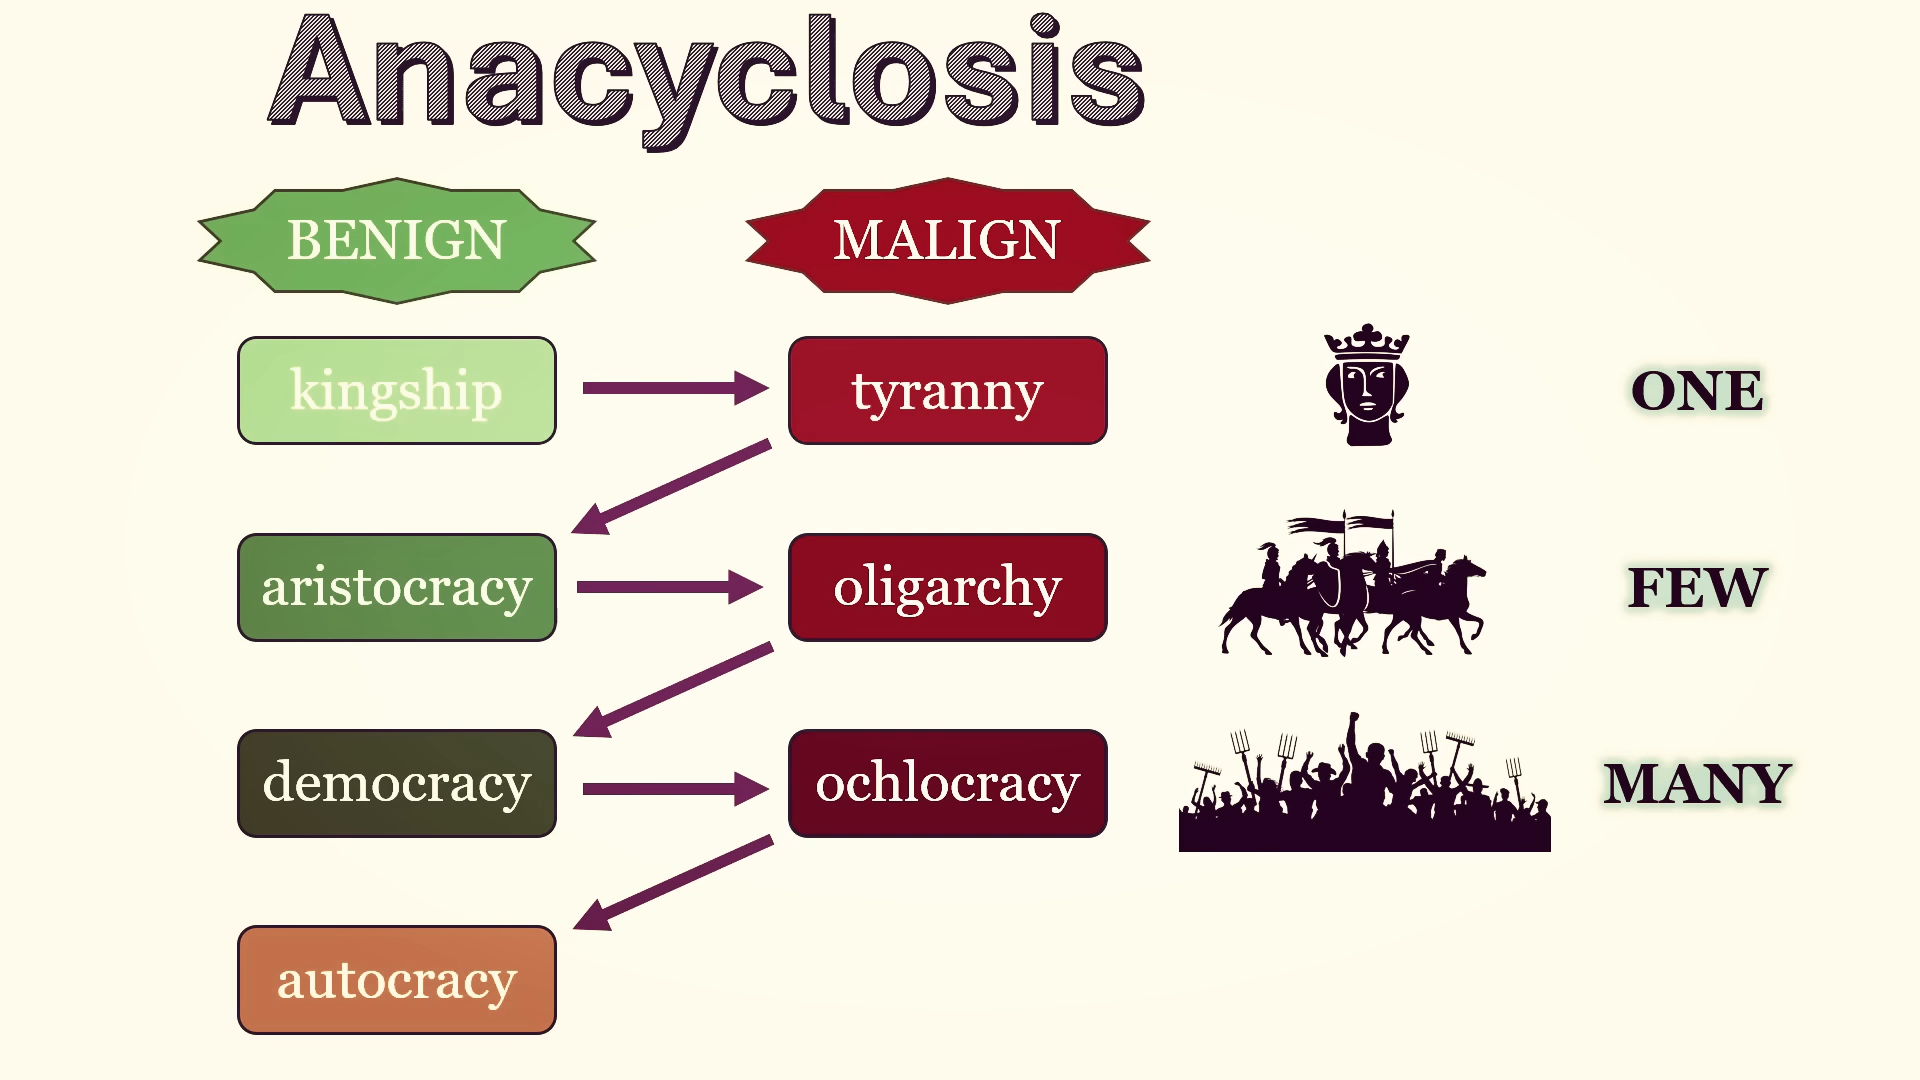 Anacyclosis
BENIGN MALIGN
kingship tyranny ONE
aristocracy oligarchy FEW
democracy ochlocracy MANY
autocracy